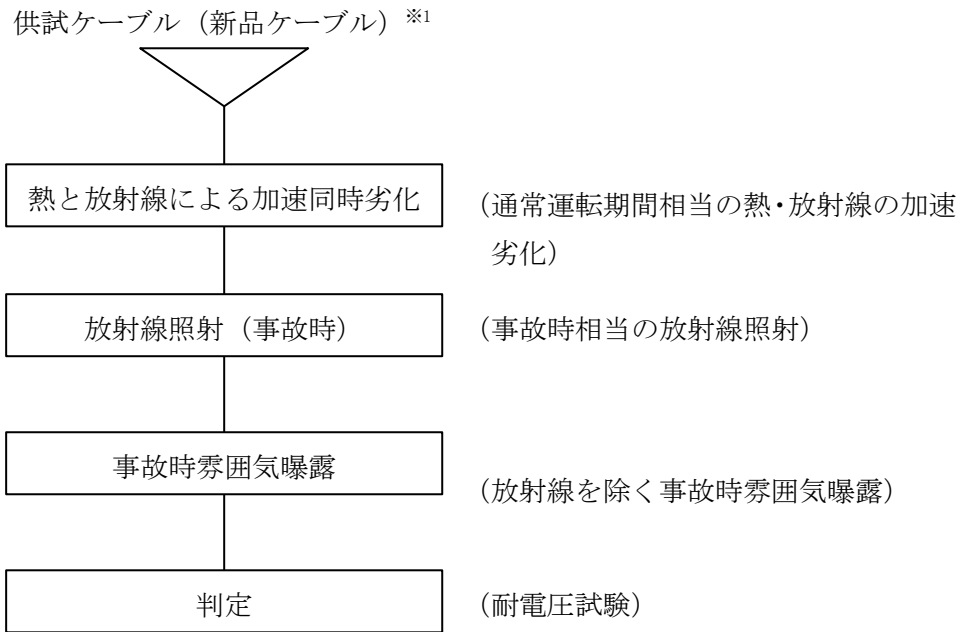 供試ケーブル（新品ケーブル）※1
熱と放射線による加速同時劣化
（通常運転期間相当の熱・放射線の加速
劣化）
放射線照射（事故時）
（事故時相当の放射線照射）
事故時雰囲気曝露
（放射線を除く事故時雰囲気曝露）
判定
（耐電圧試験）